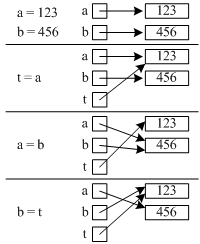 a = 123 a 123
b = 456 b 456
a 123
t = a b 456
t
a 123
a = b b 456
t
a 123
b = t b 456
t